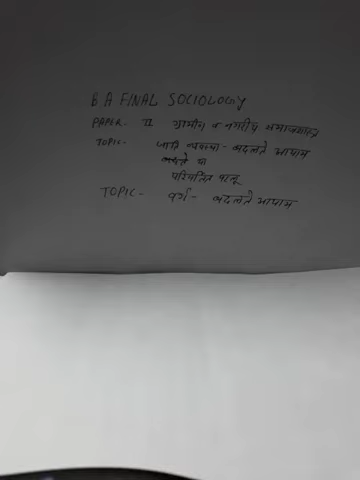 B A FINAL SOCIOLOGY
PAPER- II ग्रामीण व नगरीय समाजशास्त्र
TOPIC- जाति व्यवस्था - बदलते आयाम
या
परिवर्तित पहलू
TOPIC- वर्ग - बदलते आयाम